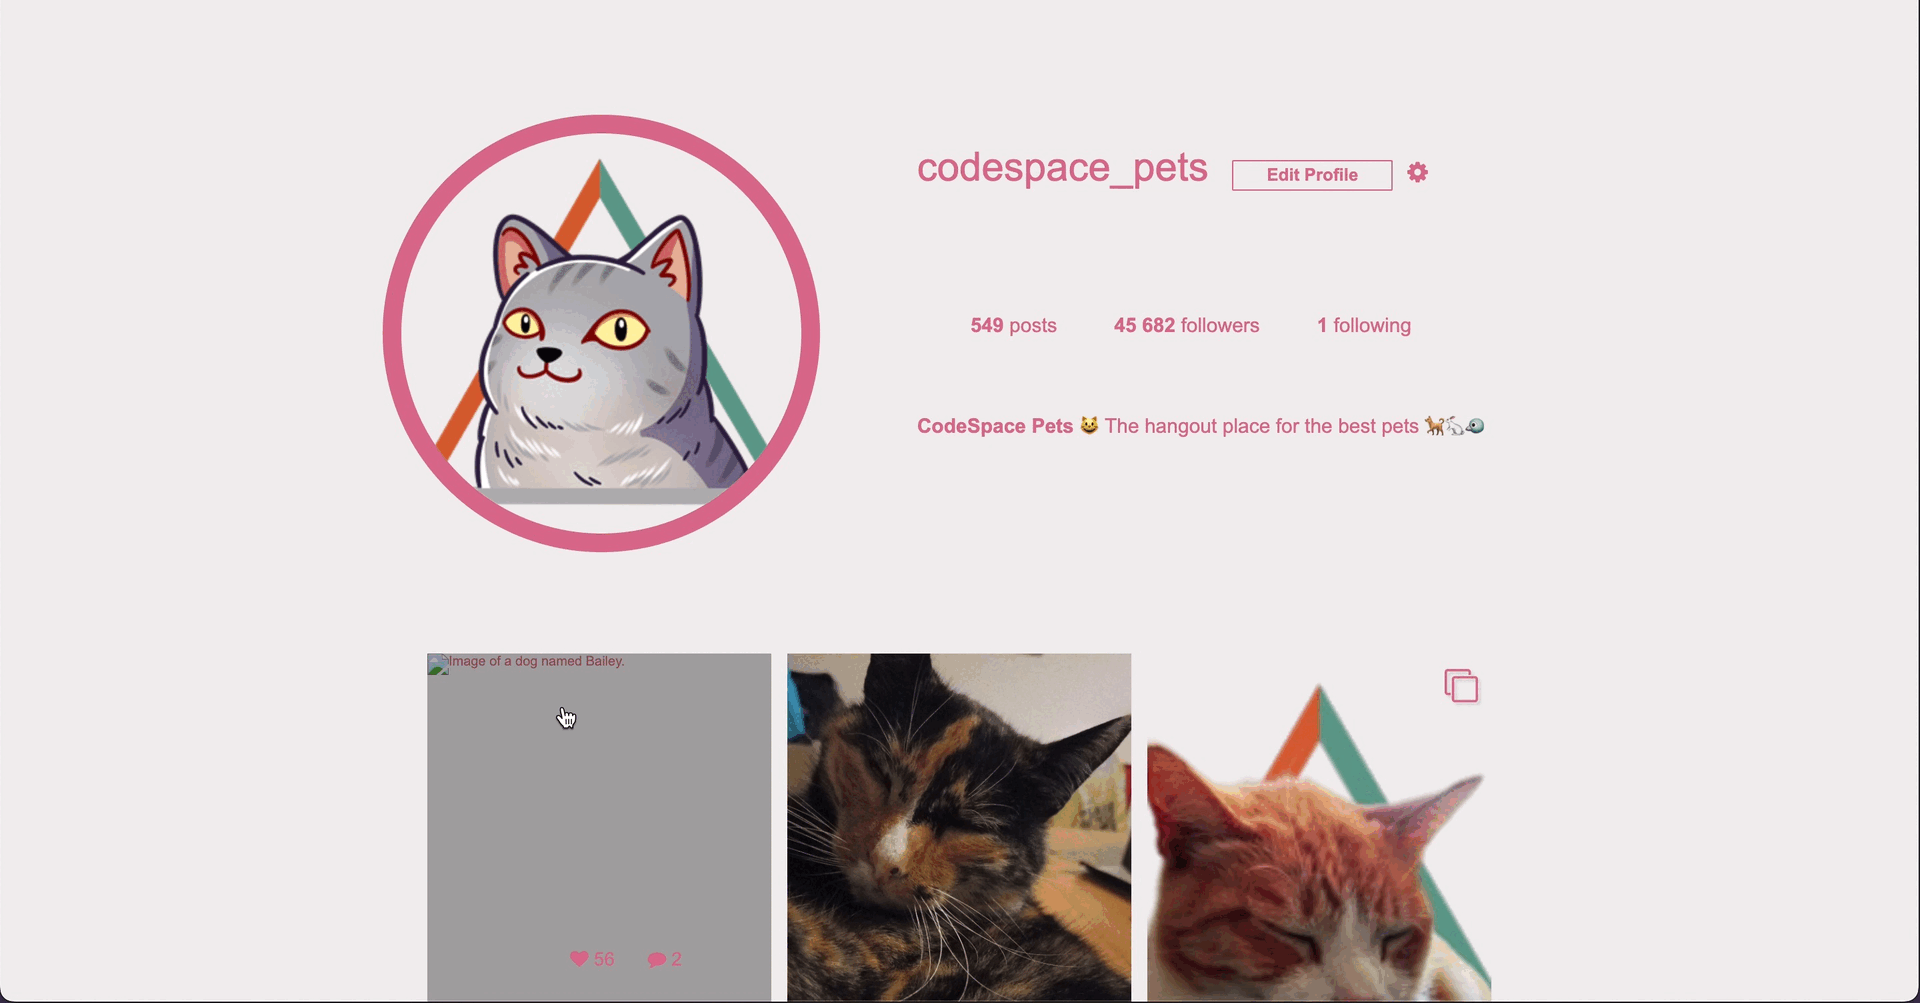 codespace_pets
Edit Profile
549 posts
45 682 followers
1 following
CodeSpace Pets 😺 The hangout place for the best pets 🐈🐇🐠
Image of a dog named Bailey.
56
2